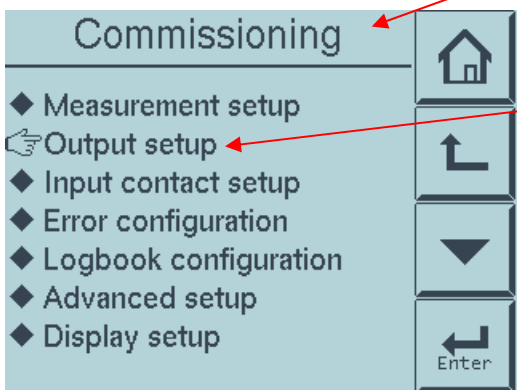 Commissioning
Measurement setup
Output setup
Input contact setup
Error configuration
Logbook configuration
Advanced setup
Display setup
Enter